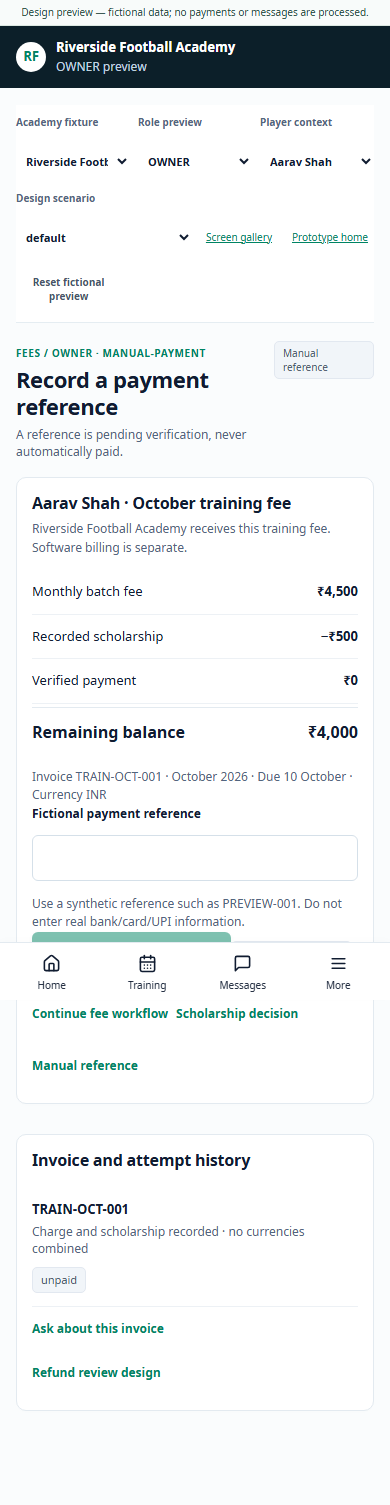 Design preview — fictional data; no payments or messages are processed.
RF
Riverside Football Academy
OWNER preview
Academy fixture
Role preview
Player context
Riverside Footb
OWNER
Aarav Shah
Design scenario
default
Screen gallery
Prototype home
Reset fictional
preview
FEES / OWNER · MANUAL-PAYMENT
Manual
reference
Record a payment
reference
A reference is pending verification, never
automatically paid.
Aarav Shah · October training fee
Riverside Football Academy receives this training fee.
Software billing is separate.
Monthly batch fee
₹4,500
Recorded scholarship
−₹500
Verified payment
₹0
Remaining balance
₹4,000
Invoice TRAIN-OCT-001 · October 2026 · Due 10 October ·
Currency INR
Fictional payment reference
Use a synthetic reference such as PREVIEW-001. Do not
enter real bank/card/UPI information.
Home
Training
Messages
More
Continue fee workflow
Scholarship decision
Manual reference
Invoice and attempt history
TRAIN-OCT-001
Charge and scholarship recorded · no currencies
combined
unpaid
Ask about this invoice
Refund review design